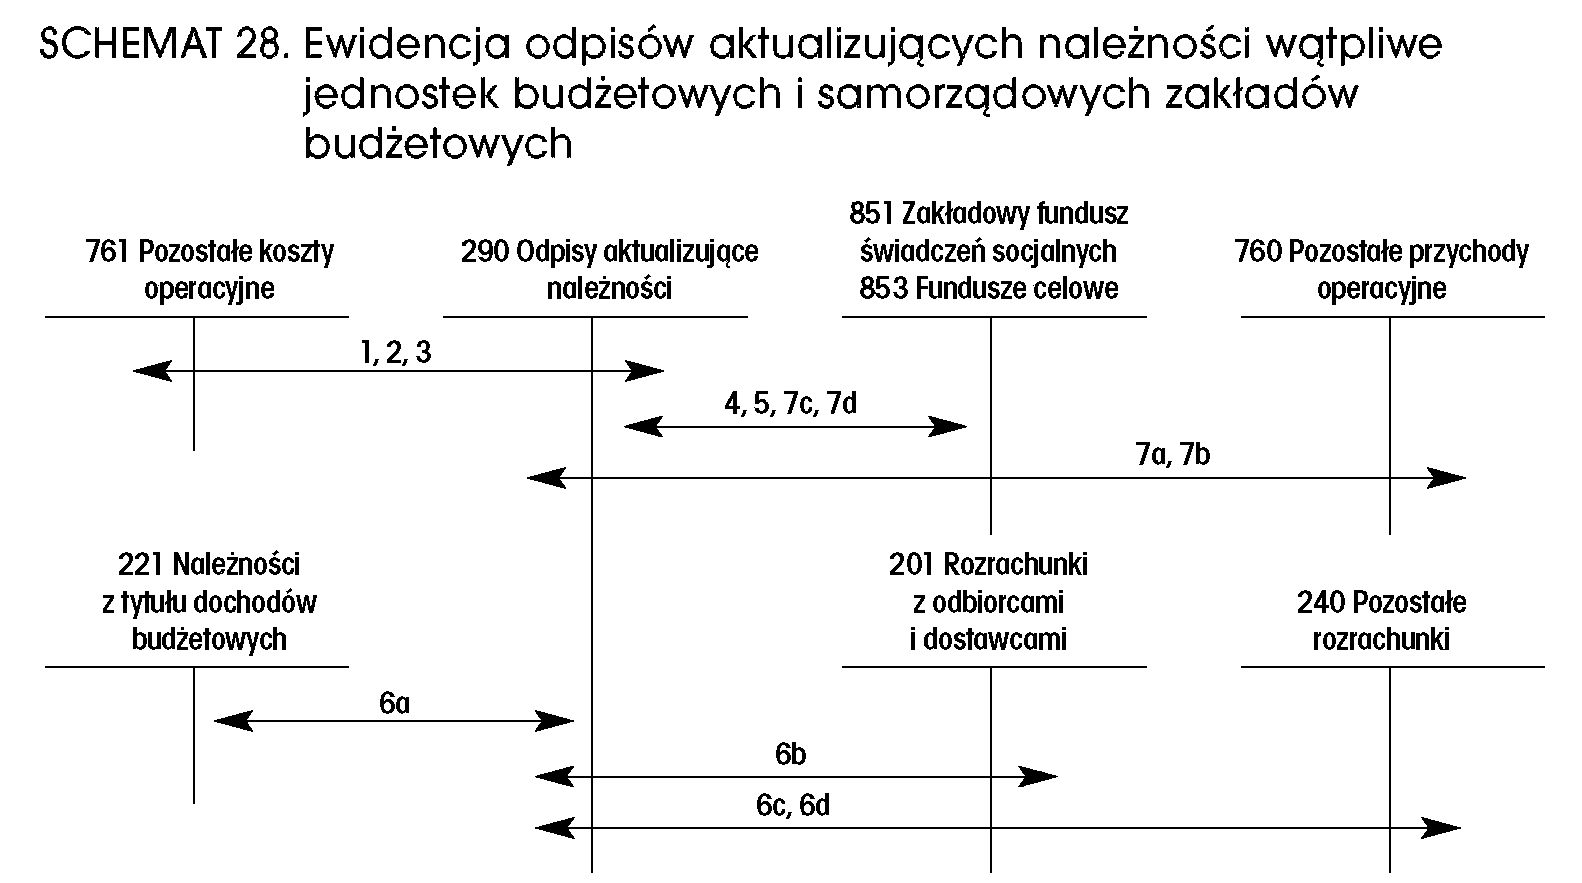 SCHEMAT 28. Ewidencja odpisów aktualizujących należności wątpliwe
jednostek budżetowych i samorządowych zakładów
budżetowych
761 Pozostałe koszty
operacyjne
290 Odpisy aktualizujące
należności
851 Zakładowy fundusz
świadczeń socjalnych
853 Fundusze celowe
760 Pozostałe przychody
operacyjne
1, 2, 3
4, 5, 7c, 7d
7a, 7b
221 Należności
z tytułu dochodów
budżetowych
201 Rozrachunki
z odbiorcami
i dostawcami
240 Pozostałe
rozrachunki
6a
6b
6c, 6d